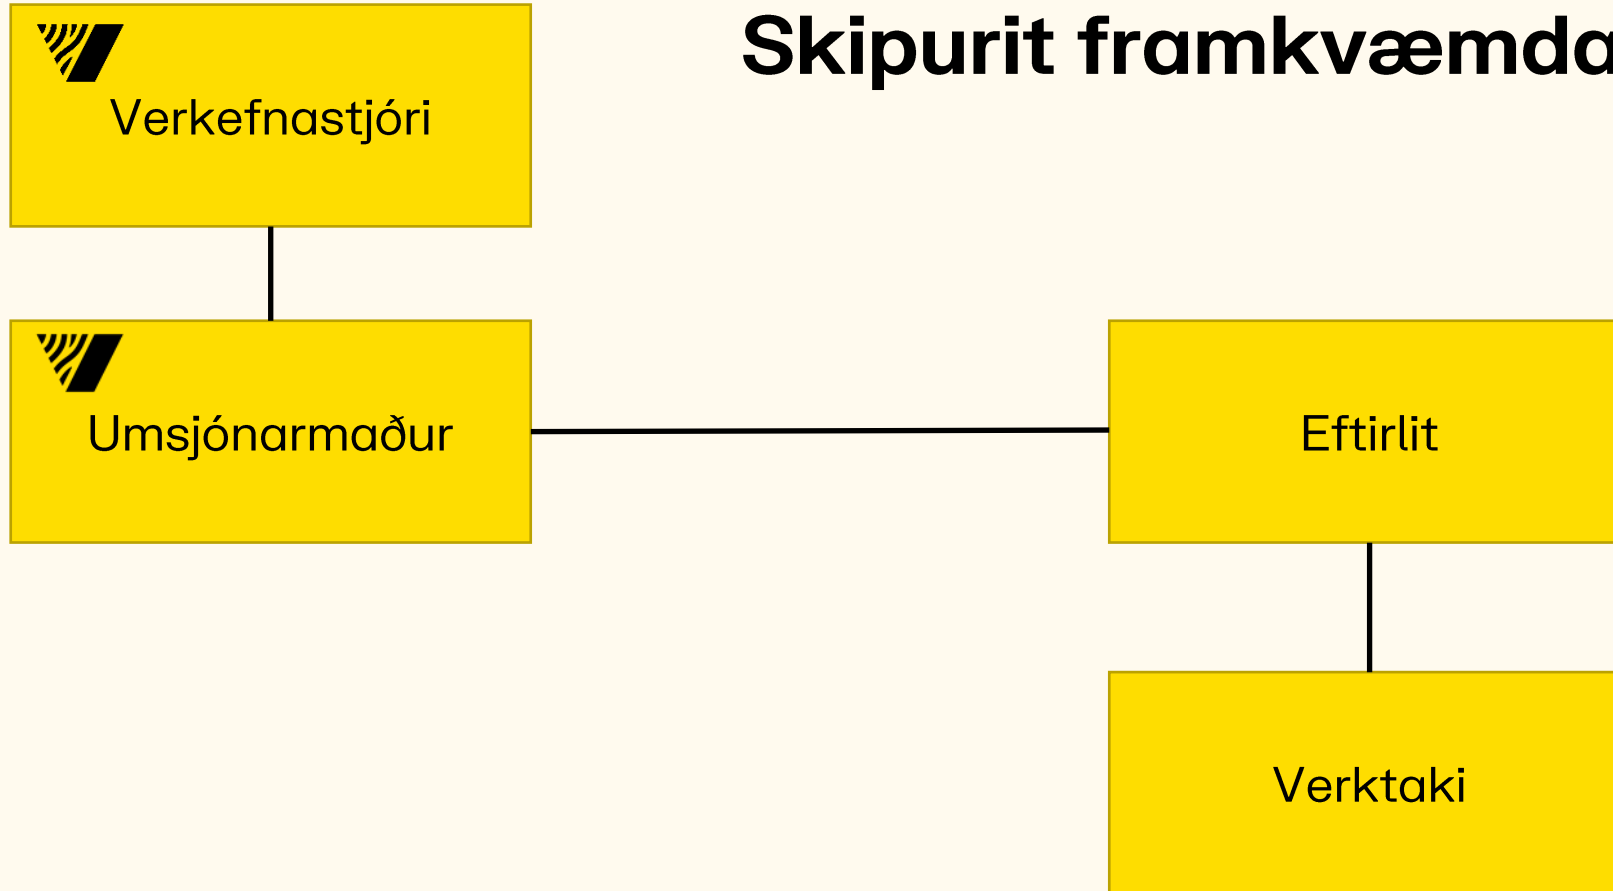 Skipurit framkvæmda
Verkefnastjóri
Umsjónarmaður
Eftirlit
Verktaki